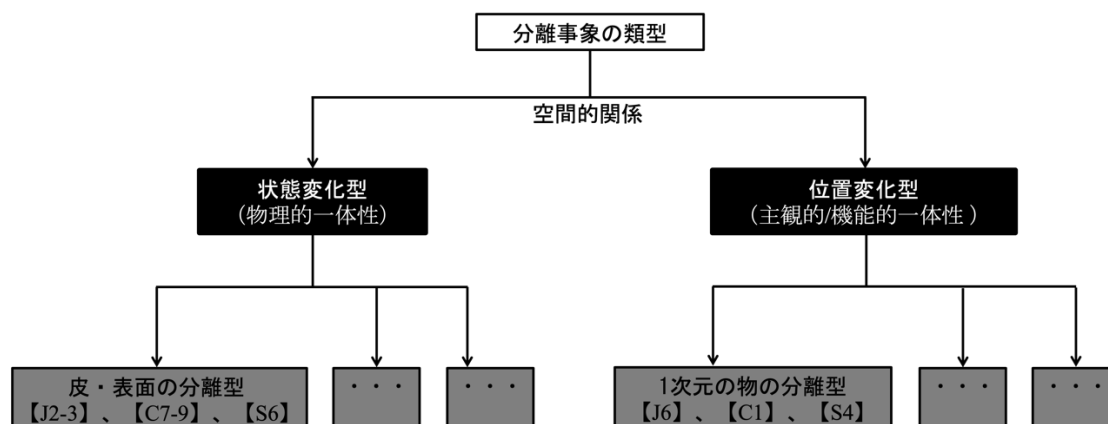 分離事象の類型
空間的関係
状態変化型
（物理的一体性）
位置変化型
（主観的/機能的一体性 ）
皮・表面の分離型
【J2-3】、【C7-9】、【S6】
・・・
・・・
1次元の物の分離型
【J6】、【C1】、【S4】
・・・
・・・